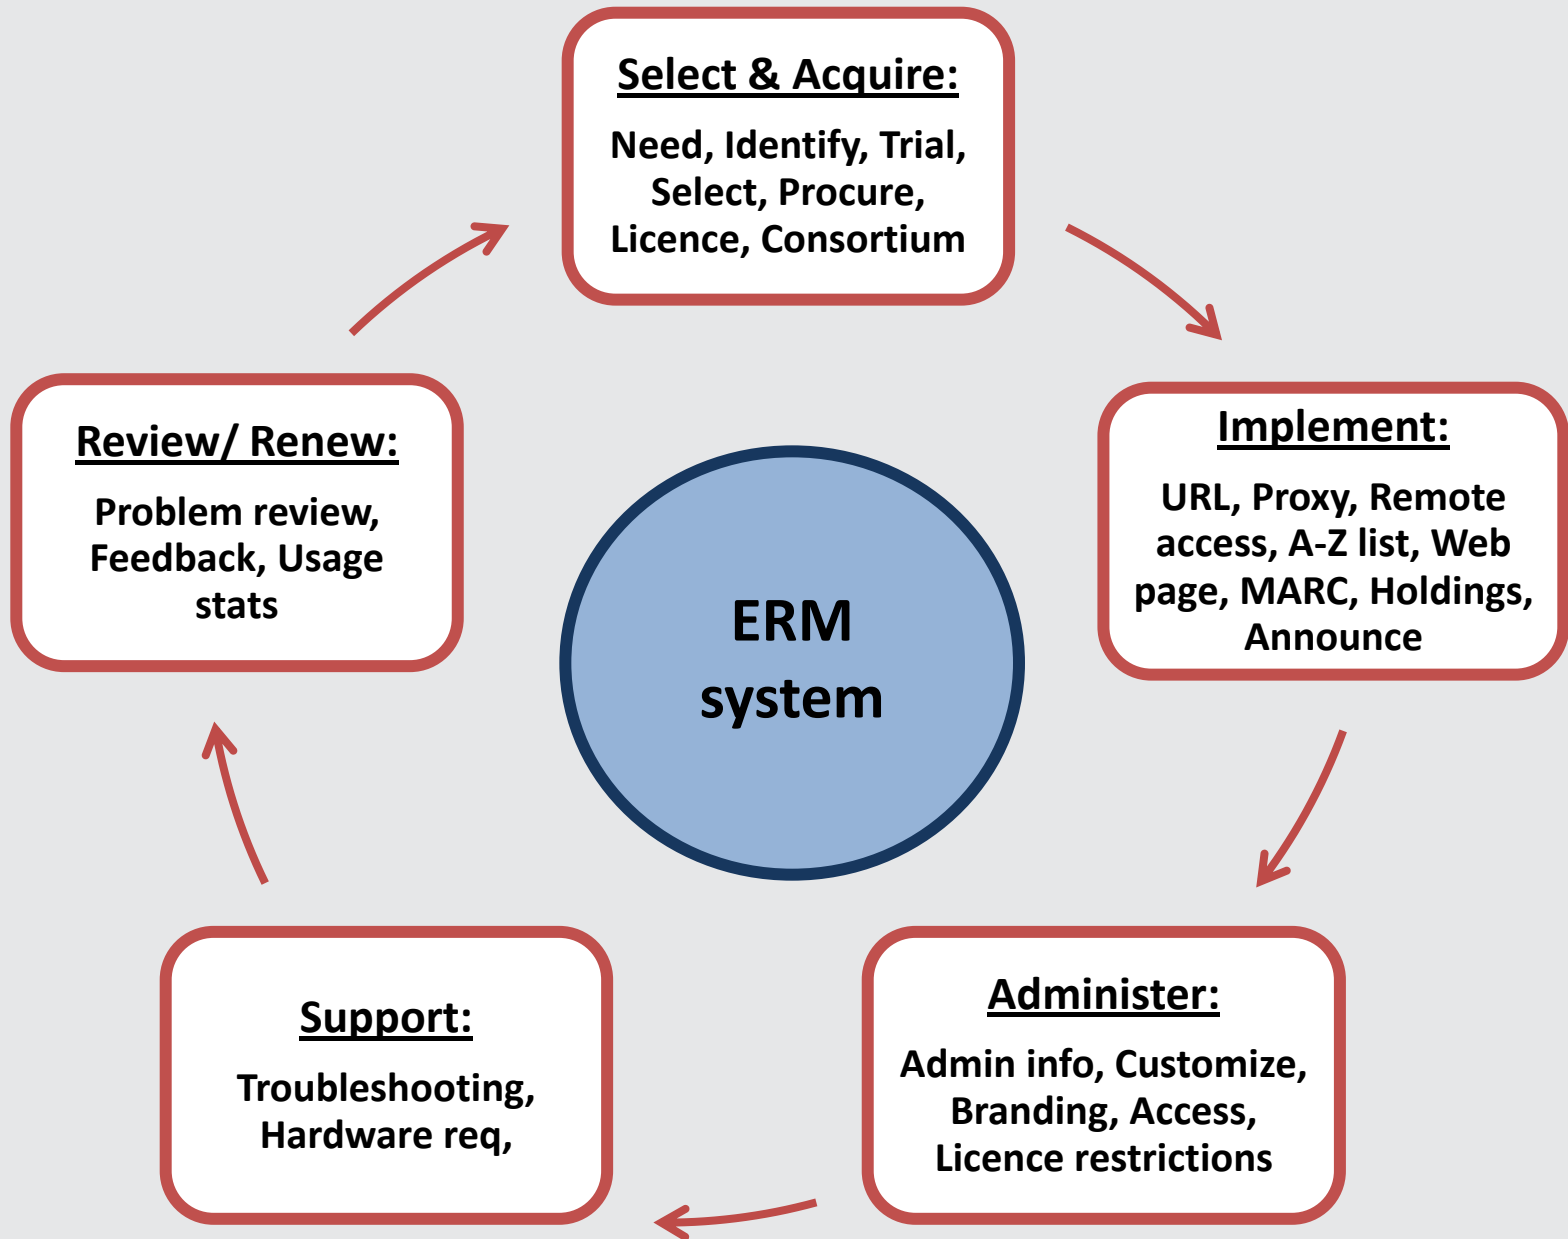 Select & Acquire:
Need, Identify, Trial,
Select, Procure,
Licence, Consortium
Implement:
URL, Proxy, Remote
access, A-Z list, Web
page, MARC, Holdings,
Announce
Administer:
Admin info, Customize,
Branding, Access,
Licence restrictions
Support:
Troubleshooting,
Hardware req,
Review/ Renew:
Problem review,
Feedback, Usage
stats
ERM
system